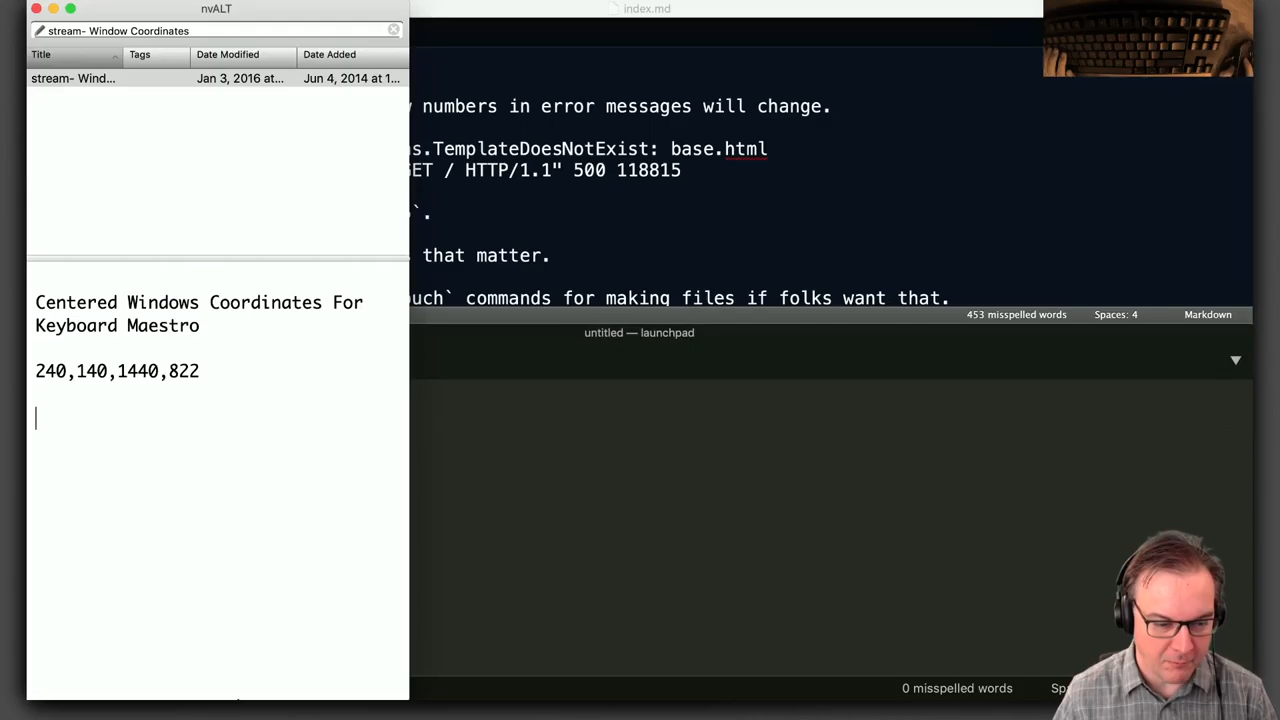 nvALT
index.md
stream- Window Coordinates
Title
Tags
Date Modified
Date Added
stream- Wind...
Jan 3, 2016 at...
Jun 4, 2014 at 1...
numbers in error messages will change.
s.TemplateDoesNotExist: base.html
GET / HTTP/1.1" 500 118815
`.
that matter.
ouch` commands for making files if folks want that.
453 misspelled words
Spaces: 4
Markdown
untitled — launchpad
Centered Windows Coordinates For
Keyboard Maestro
240,140,1440,822
0 misspelled words
Sp